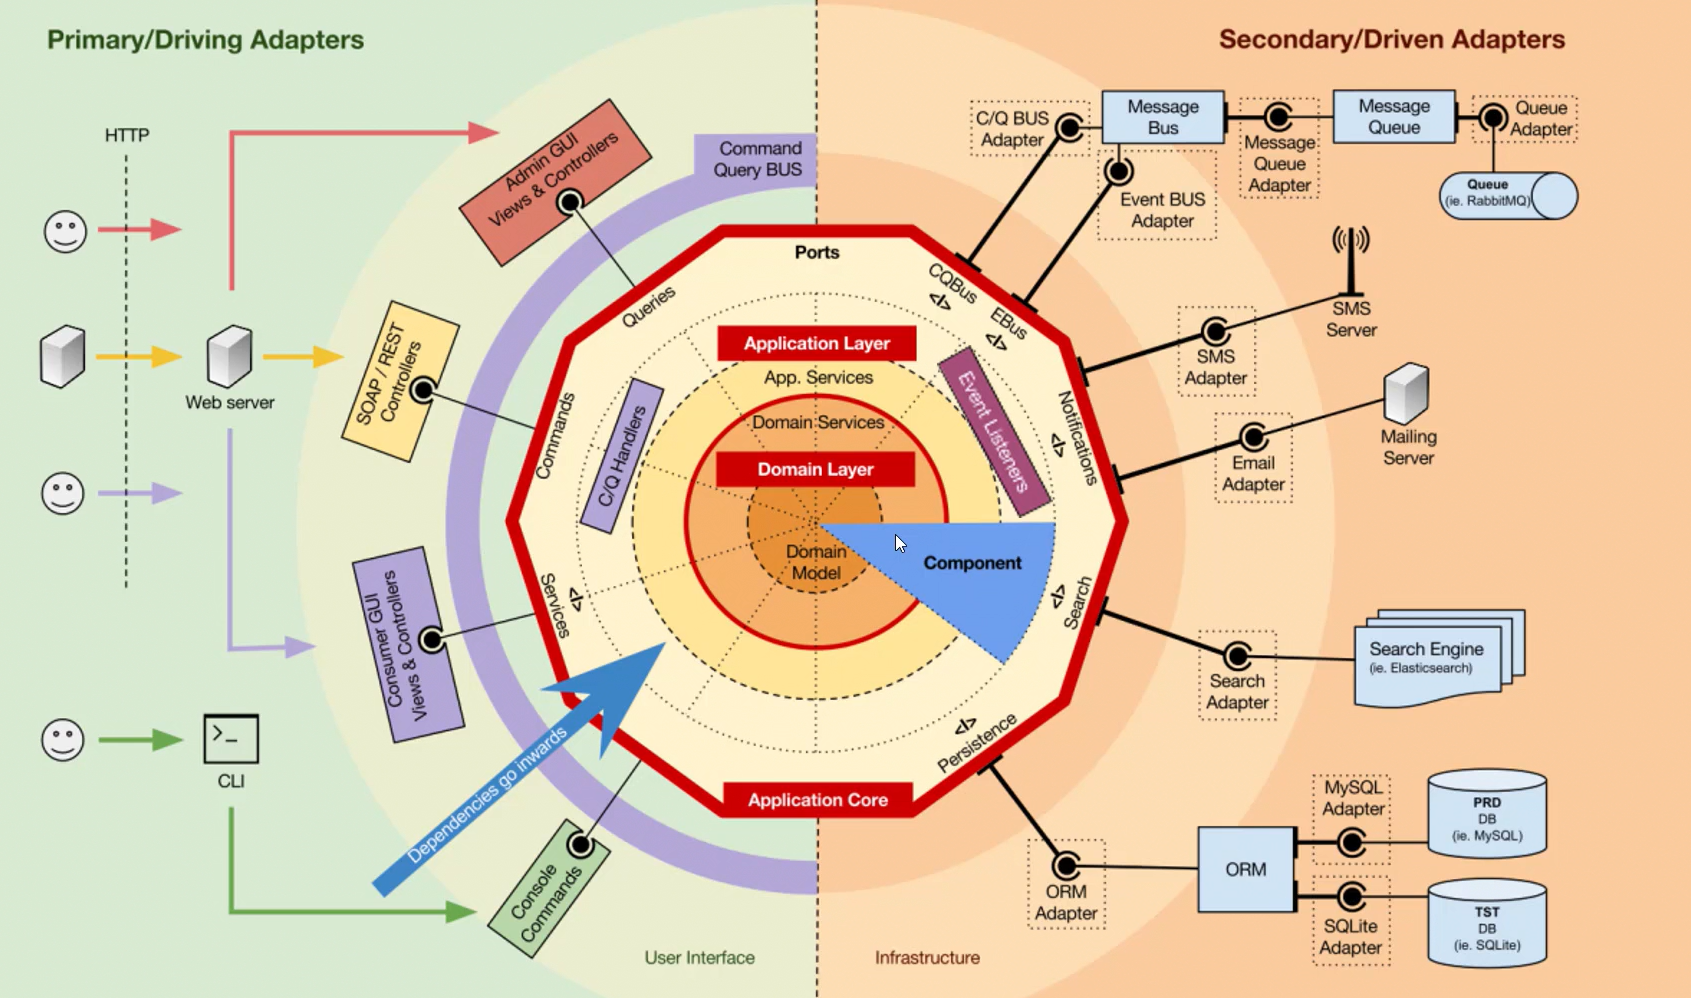 Primary/Driving Adapters
Secondary/Driven Adapters
HTTP
Web server
CLI
Admin GUI
Views & Controllers
SOAP / REST
Controllers
Consumer GUI
Views & Controllers
Console
Commands
Command
Query BUS
Dependencies go inwards
Ports
Queries
Commands
Services
</>
C/Q Handlers
Application Layer
App. Services
Domain Services
Domain Layer
Domain
Model
Component
Event Listeners
Application Core
CQBus
</>
EBus
</>
Notifications
</>
Search
</>
Persistence
</>
C/Q BUS
Adapter
Message
Bus
Event BUS
Adapter
Message
Queue
Adapter
Message
Queue
Queue
Adapter
Queue
(ie. RabbitMQ)
SMS
Server
SMS
Adapter
Mailing
Server
Email
Adapter
Search
Adapter
Search Engine
(ie. Elasticsearch)
ORM
Adapter
ORM
MySQL
Adapter
SQLite
Adapter
PRD
DB
(ie. MySQL)
TST
DB
(ie. SQLite)
User Interface
Infrastructure
>_